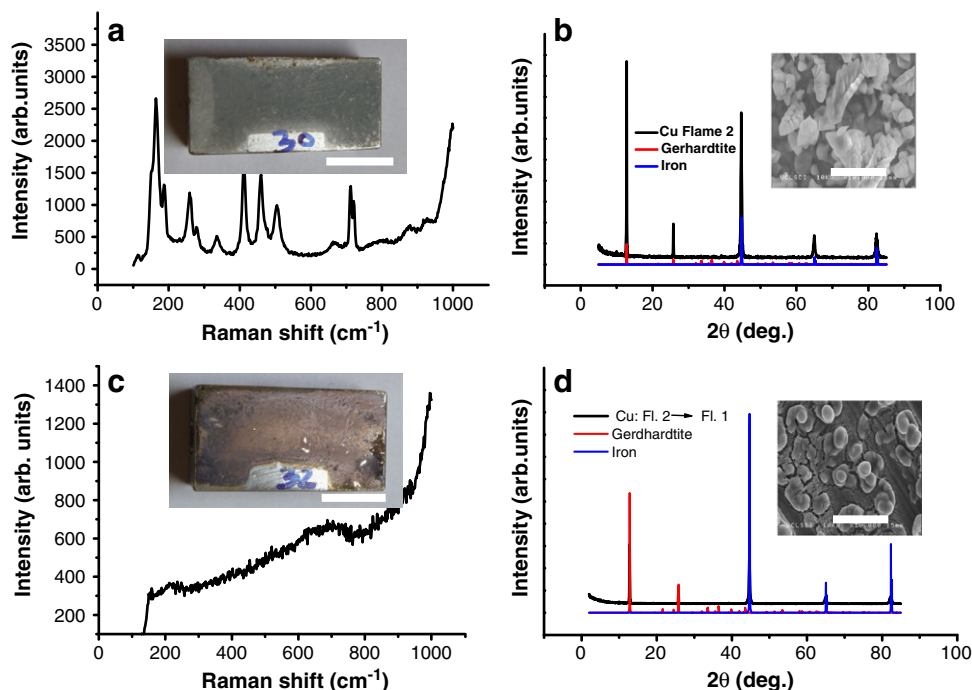 a
Intensity (arb.units)
3500
3000
2500
2000
1500
1000
500
0
30
0 200 400 600 800 1000
Raman shift (cm⁻¹)
b
Intensity (arb.units)
Cu Flame 2
Gerhardtite
Iron
0 20 40 60 80 100
2θ (deg.)
c
Intensity (arb. units)
1400
1200
1000
800
600
400
200
32
0 200 400 600 800 1000
Raman shift (cm⁻¹)
d
Intensity (arb.units)
Cu: Fl. 2 → Fl. 1
Gerdhardtite
Iron
0 20 40 60 80 100
2θ (deg.)